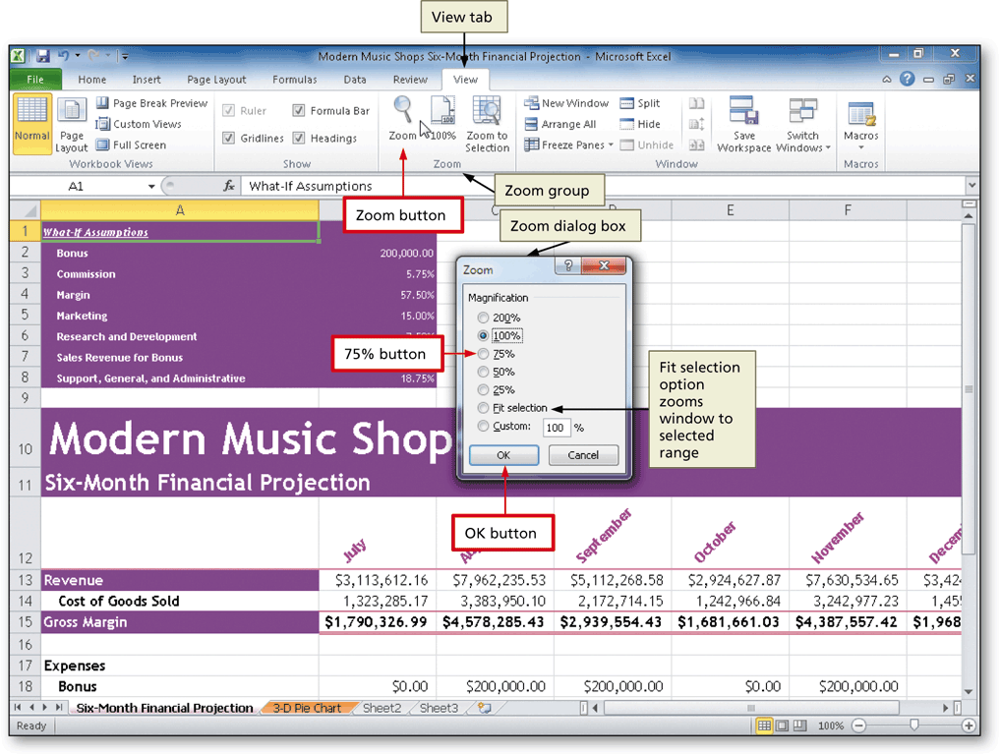 View tab
Modern Music Shops Six-Month Financial Projection - Microsoft Excel
File Home Insert Page Layout Formulas Data Review View
Normal
Page Layout
Page Break Preview
Custom Views
Full Screen
Workbook Views
Ruler
Formula Bar
Gridlines
Headings
Show
Zoom
100%
Zoom to Selection
Zoom
New Window
Arrange All
Freeze Panes
Split
Hide
Unhide
Save Workspace
Switch Windows
Window
Macros
Macros
A1 fx What-If Assumptions
Zoom group
Zoom button
Zoom dialog box
A E F
1 What-If Assumptions
2 Bonus 200,000.00
3 Commission 5.75%
4 Margin 57.50%
5 Marketing 15.00%
6 Research and Development
7 Sales Revenue for Bonus
8 Support, General, and Administrative 18.75%
9
Zoom
Magnification
200%
100%
75%
50%
25%
Fit selection
Custom: 100 %
OK Cancel
75% button
Fit selection
option
zooms
window to
selected
range
OK button
10 Modern Music Shop
11 Six-Month Financial Projection
12 July September October November
13 Revenue $3,113,612.16 $7,962,235.53 $5,112,268.58 $2,924,627.87 $7,630,534.65 $3,424
14 Cost of Goods Sold 1,323,285.17 3,383,950.10 2,172,714.15 1,242,966.84 3,242,977.23 1,455
15 Gross Margin $1,790,326.99 $4,578,285.43 $2,939,554.43 $1,681,661.03 $4,387,557.42 $1,968
16
17 Expenses
18 Bonus $0.00 $200,000.00 $200,000.00 $0.00 $200,000.00
Six-Month Financial Projection 3-D Pie Chart Sheet2 Sheet3
Ready 100%